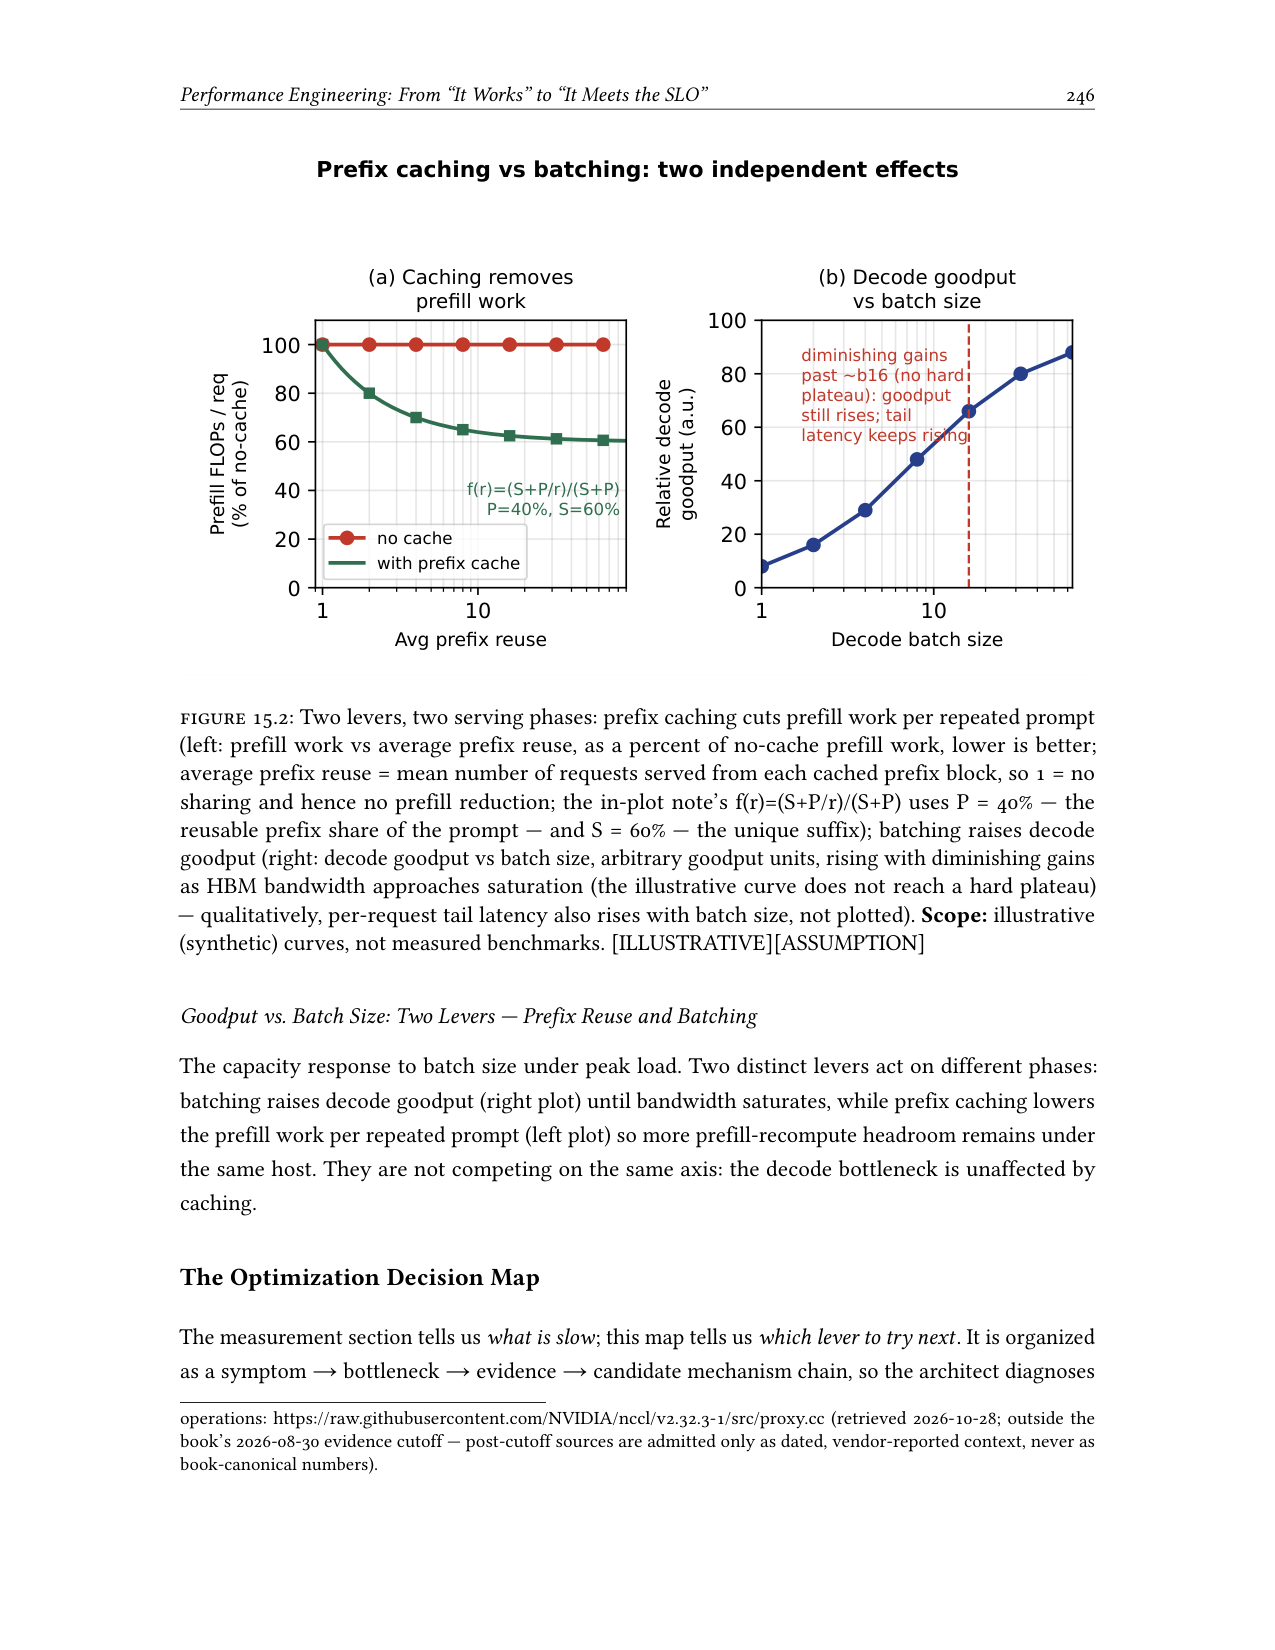 Performance Engineering: From “It Works” to “It Meets the SLO” 246
Prefix caching vs batching: two independent effects
(a) Caching removes
prefill work
Prefill FLOPs / req
(% of no-cache)
100
80
60
40
20
0
f(r)=(S+P/r)/(S+P)
P=40%, S=60%
no cache
with prefix cache
1 10
Avg prefix reuse
(b) Decode goodput
vs batch size
Relative decode
goodput (a.u.)
100
80
60
40
20
0
diminishing gains
past ~b16 (no hard
plateau): goodput
still rises; tail
latency keeps rising
1 10
Decode batch size
FIGURE 15.2: Two levers, two serving phases: prefix caching cuts prefill work per repeated prompt
(left: prefill work vs average prefix reuse, as a percent of no-cache prefill work, lower is better;
average prefix reuse = mean number of requests served from each cached prefix block, so 1 = no
sharing and hence no prefill reduction; the in-plot note’s f(r)=(S+P/r)/(S+P) uses P = 40% — the
reusable prefix share of the prompt — and S = 60% — the unique suffix); batching raises decode
goodput (right: decode goodput vs batch size, arbitrary goodput units, rising with diminishing gains
as HBM bandwidth approaches saturation (the illustrative curve does not reach a hard plateau)
— qualitatively, per-request tail latency also rises with batch size, not plotted). Scope: illustrative
(synthetic) curves, not measured benchmarks. [ILLUSTRATIVE][ASSUMPTION]
Goodput vs. Batch Size: Two Levers — Prefix Reuse and Batching
The capacity response to batch size under peak load. Two distinct levers act on different phases:
batching raises decode goodput (right plot) until bandwidth saturates, while prefix caching lowers
the prefill work per repeated prompt (left plot) so more prefill-recompute headroom remains under
the same host. They are not competing on the same axis: the decode bottleneck is unaffected by
caching.
The Optimization Decision Map
The measurement section tells us what is slow; this map tells us which lever to try next. It is organized
as a symptom → bottleneck → evidence → candidate mechanism chain, so the architect diagnoses
operations: https://raw.githubusercontent.com/NVIDIA/nccl/v2.32.3-1/src/proxy.cc (retrieved 2026-10-28; outside the
book’s 2026-08-30 evidence cutoff — post-cutoff sources are admitted only as dated, vendor-reported context, never as
book-canonical numbers).